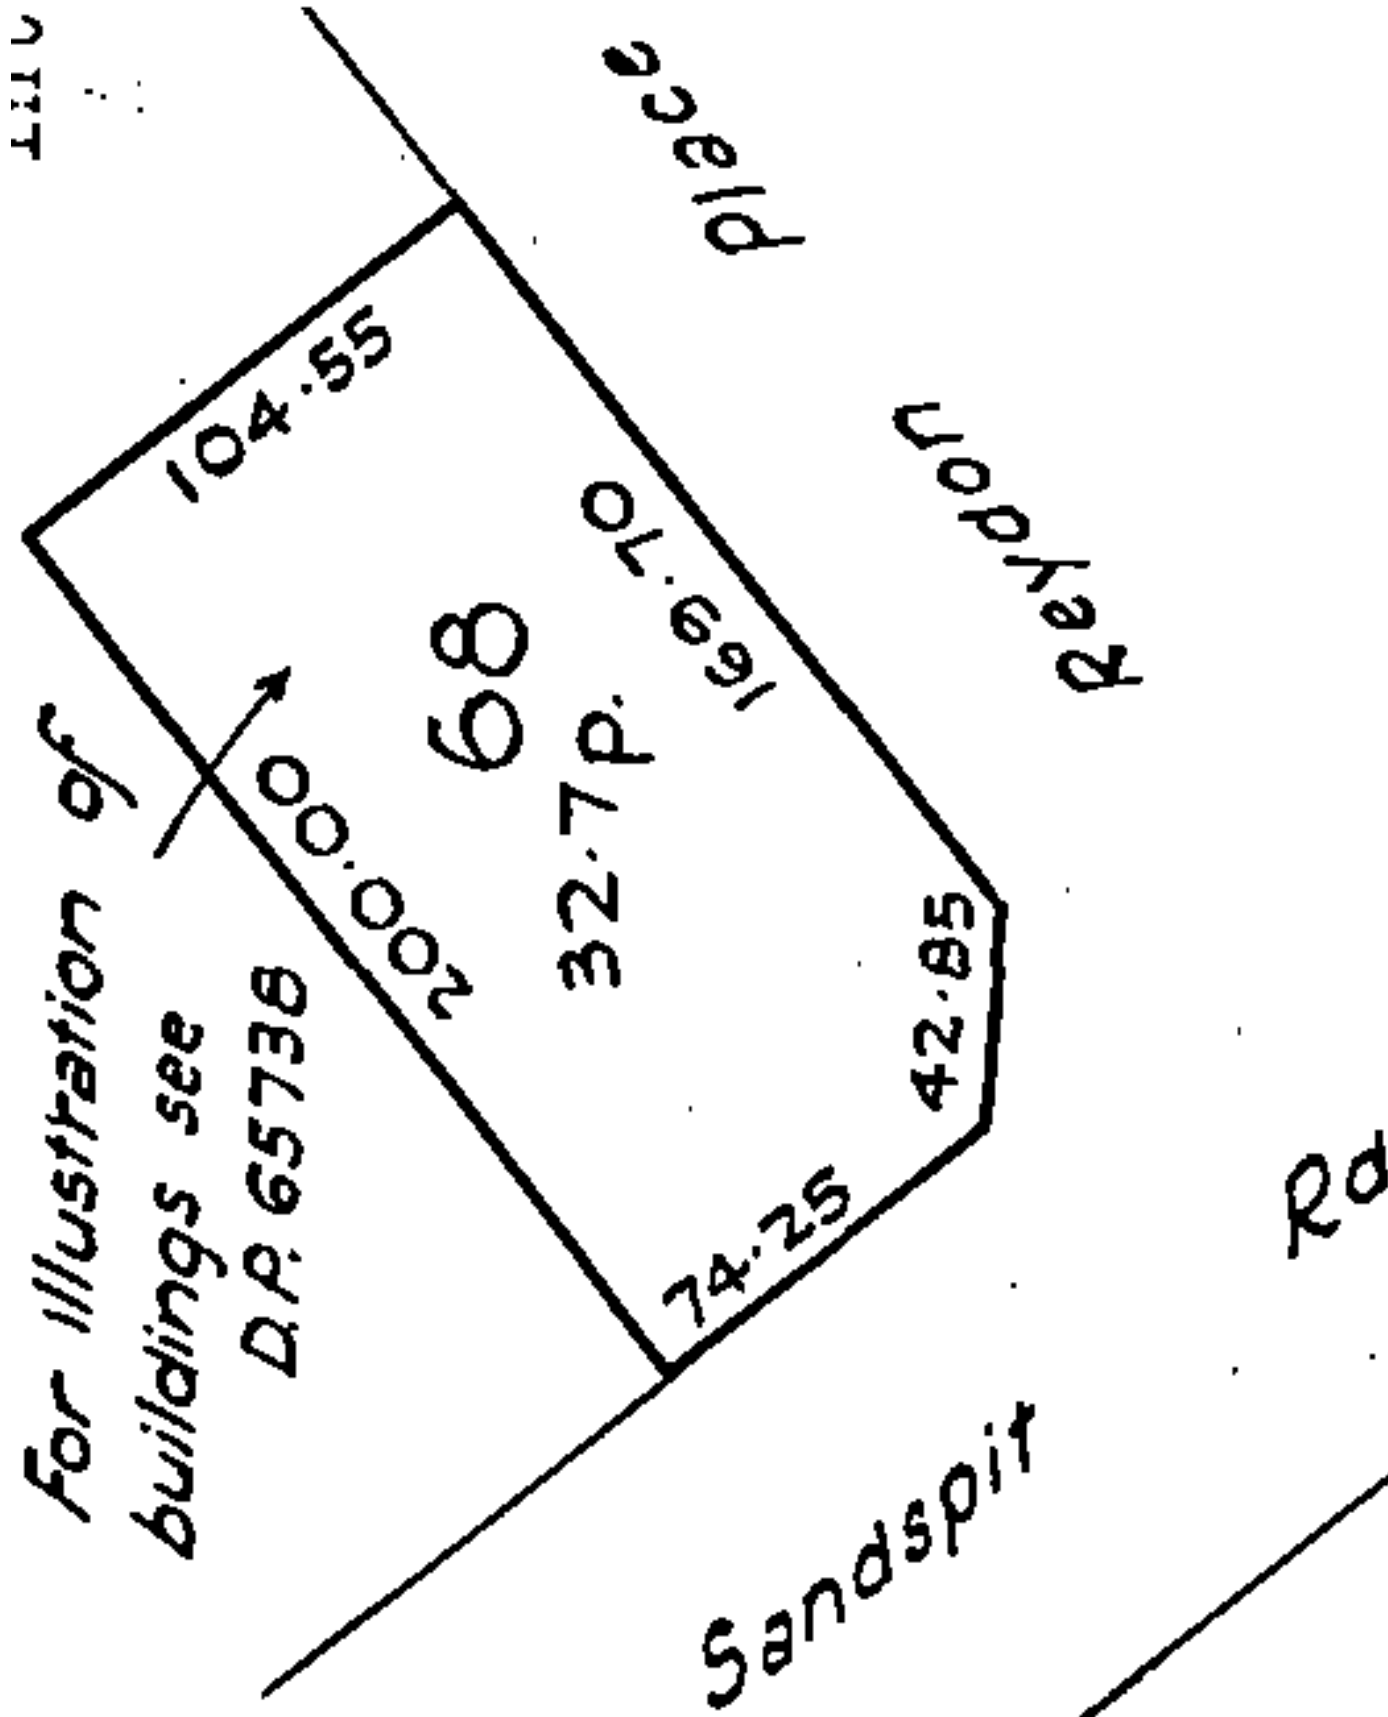 For Illustration of
buildings see
D.P. 65738
104.55
200.00
68
32.7 P.
169.70
42.85
74.25
Reydon Place
Sandspit Rd